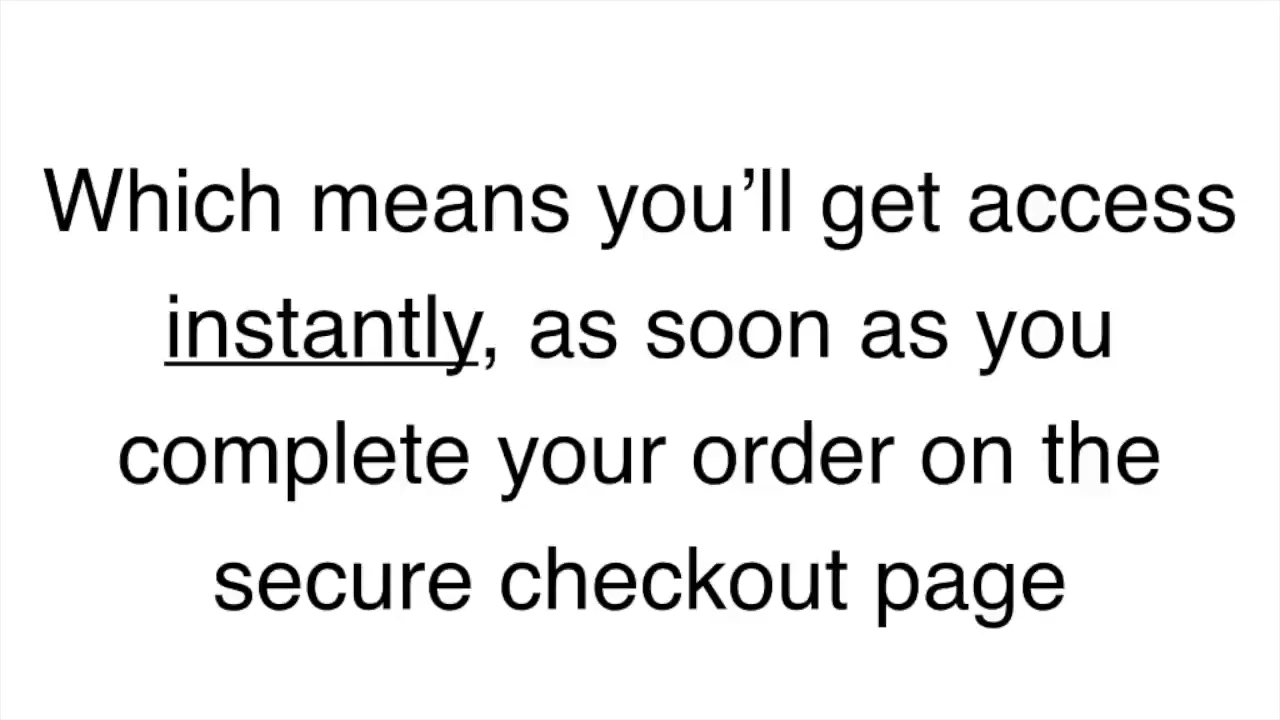 Which means you’ll get access
instantly, as soon as you
complete your order on the
secure checkout page